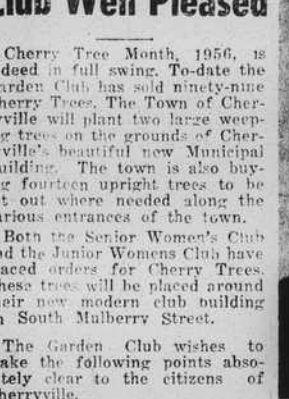 Club Well Pleased
Cherry Tree Month, 1956, is
deed in full swing. To-date the
arden Club has sold ninety-nine
herry Trees. The Town of Cher-
yville will plant two large weep-
g trees on the grounds of Cher-
yville's beautiful new Municipal
uilding. The town is also buy-
g fourteen upright trees to be
t out where needed along the
arious entrances of the town.
Both the Senior Women's Club
d the Junior Womens Club have
aced orders for Cherry Trees.
hese trees will be placed around
eir new modern club building
n South Mulberry Street.
The Garden Club wishes to
ake the following points abso-
tely clear to the citizens of
herryville.